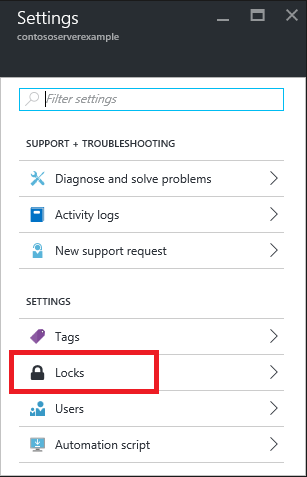 Settings
contososerverexample
Filter settings
SUPPORT + TROUBLESHOOTING
Diagnose and solve problems
Activity logs
New support request
SETTINGS
Tags
Locks
Users
Automation script